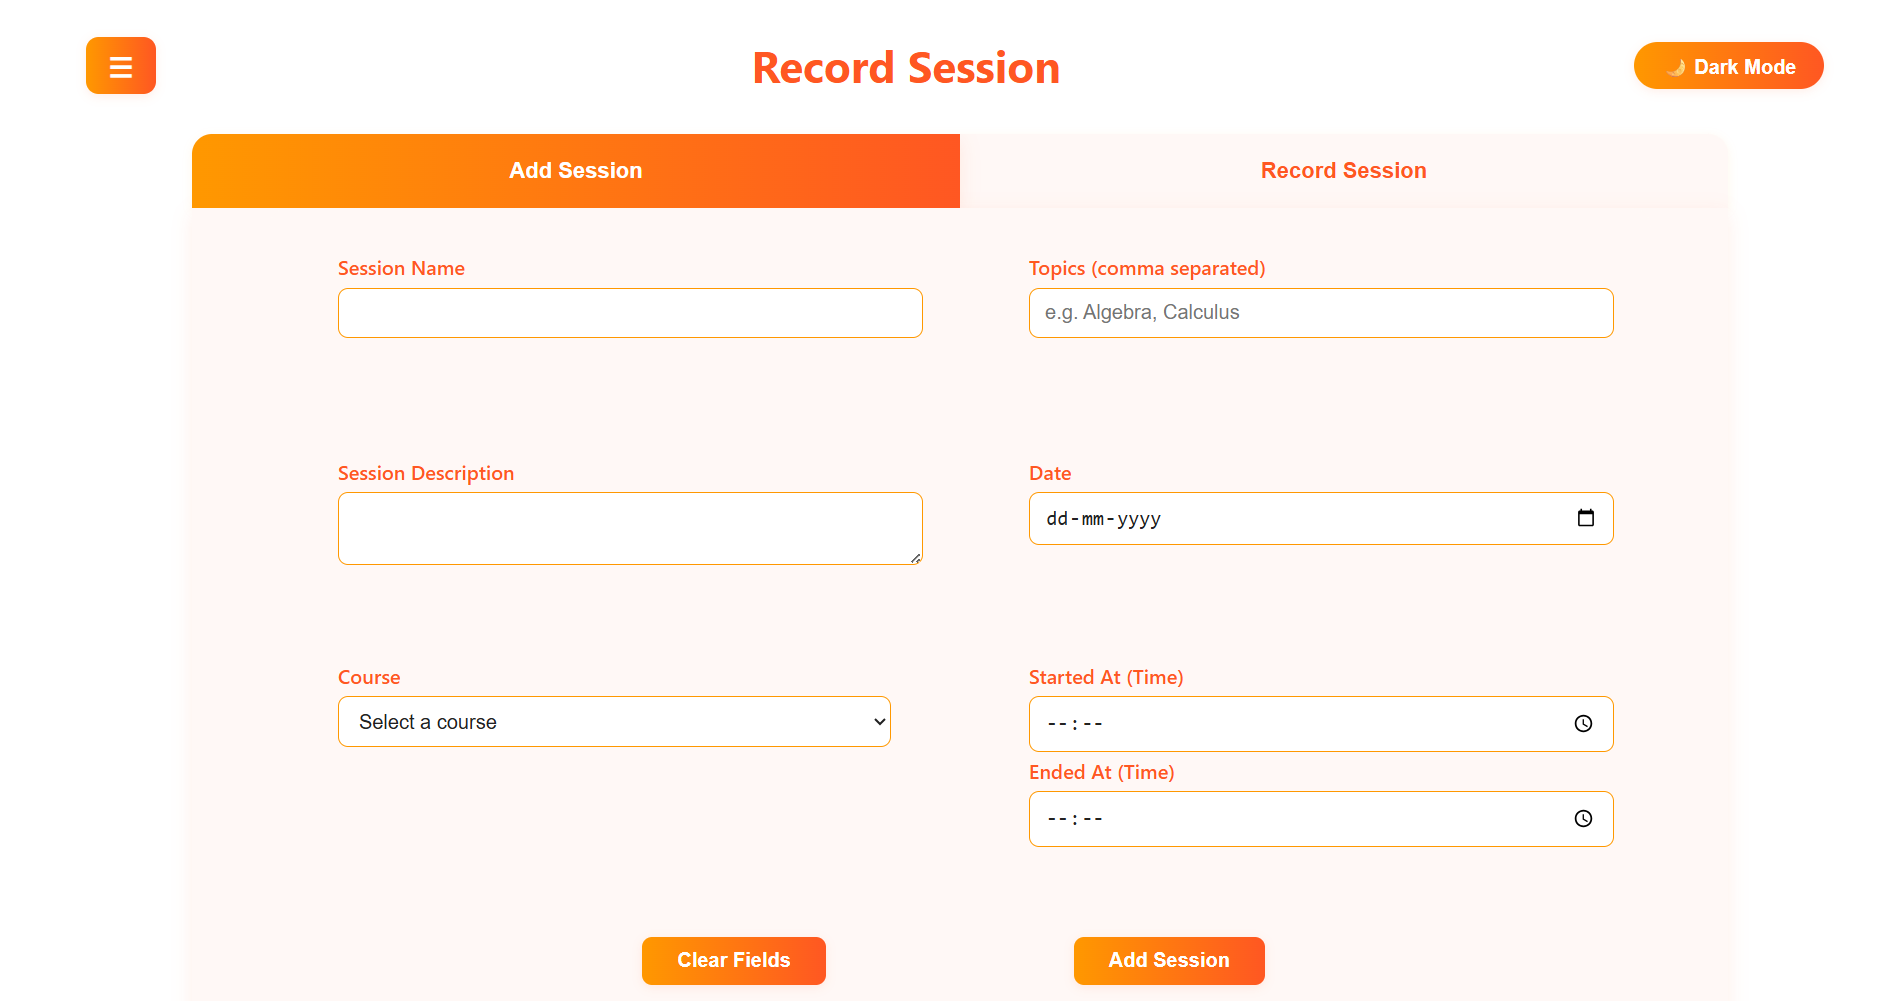 ☰
Record Session
🌙 Dark Mode
Add Session
Record Session
Session Name
Topics (comma separated)
e.g. Algebra, Calculus
Session Description
Date
dd-mm-yyyy
Course
Started At (Time)
Select a course
--:--
Ended At (Time)
--:--
Clear Fields
Add Session